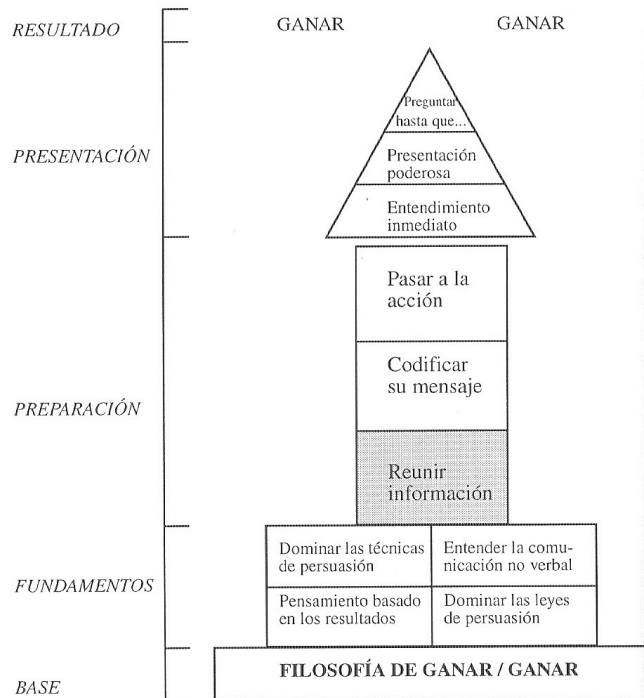 RESULTADO
GANAR GANAR
Preguntar
hasta que...
PRESENTACIÓN
Presentación
poderosa
Entendimiento
inmediato
Pasar a la
acción
Codificar
su mensaje
PREPARACIÓN
Reunir
información
Dominar las técnicas
de persuasión
Entender la comu-
nicación no verbal
FUNDAMENTOS
Pensamiento basado
en los resultados
Dominar las leyes
de persuasión
FILOSOFÍA DE GANAR / GANAR
BASE